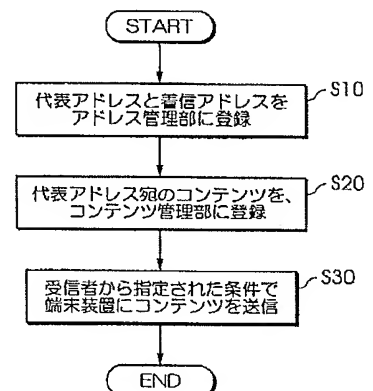 START
代表アドレスと着信アドレスを
アドレス管理部に登録
S10
代表アドレス宛のコンテンツを、
コンテンツ管理部に登録
S20
受信者から指定された条件で
端末装置にコンテンツを送信
S30
END